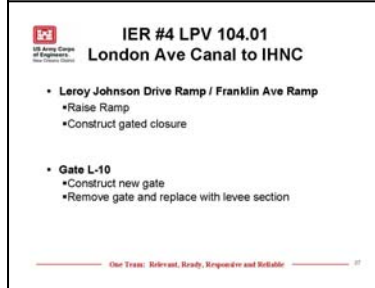 IER #4 LPV 104.01
US Army Corps
of Engineers
New Orleans District
London Ave Canal to IHNC
• Leroy Johnson Drive Ramp / Franklin Ave Ramp
▪Raise Ramp
▪Construct gated closure
• Gate L-10
▪Construct new gate
▪Remove gate and replace with levee section
One Team: Relevant, Ready, Responsive and Reliable